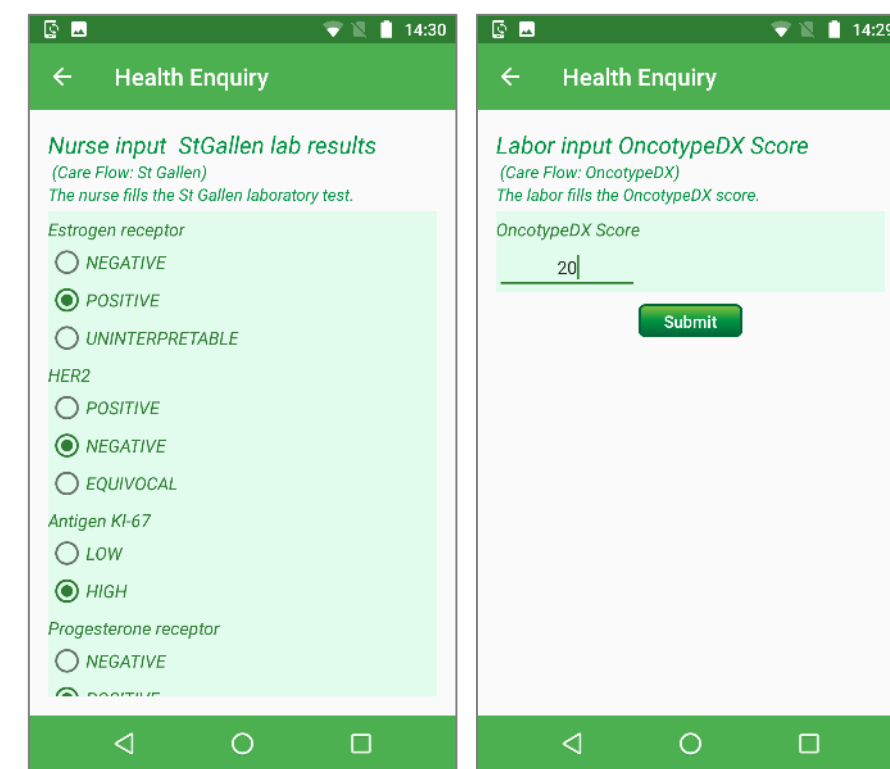 14:30
Health Enquiry
Nurse input StGallen lab results
(Care Flow: St Gallen)
The nurse fills the St Gallen laboratory test.
Estrogen receptor
NEGATIVE
POSITIVE
UNINTERPRETABLE
HER2
POSITIVE
NEGATIVE
EQUIVOCAL
Antigen KI-67
LOW
HIGH
Progesterone receptor
NEGATIVE
POSITIVE
14:29
Health Enquiry
Labor input OncotypeDX Score
(Care Flow: OncotypeDX)
The labor fills the OncotypeDX score.
OncotypeDX Score
20
Submit